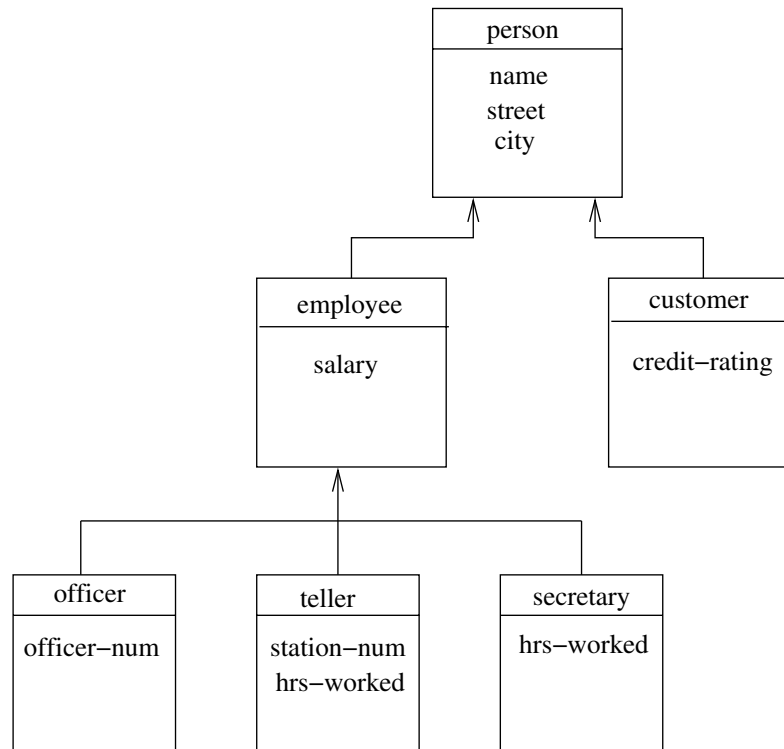 person
name
street
city
employee
salary
customer
credit−rating
officer
officer−num
teller
station−num
hrs−worked
secretary
hrs−worked